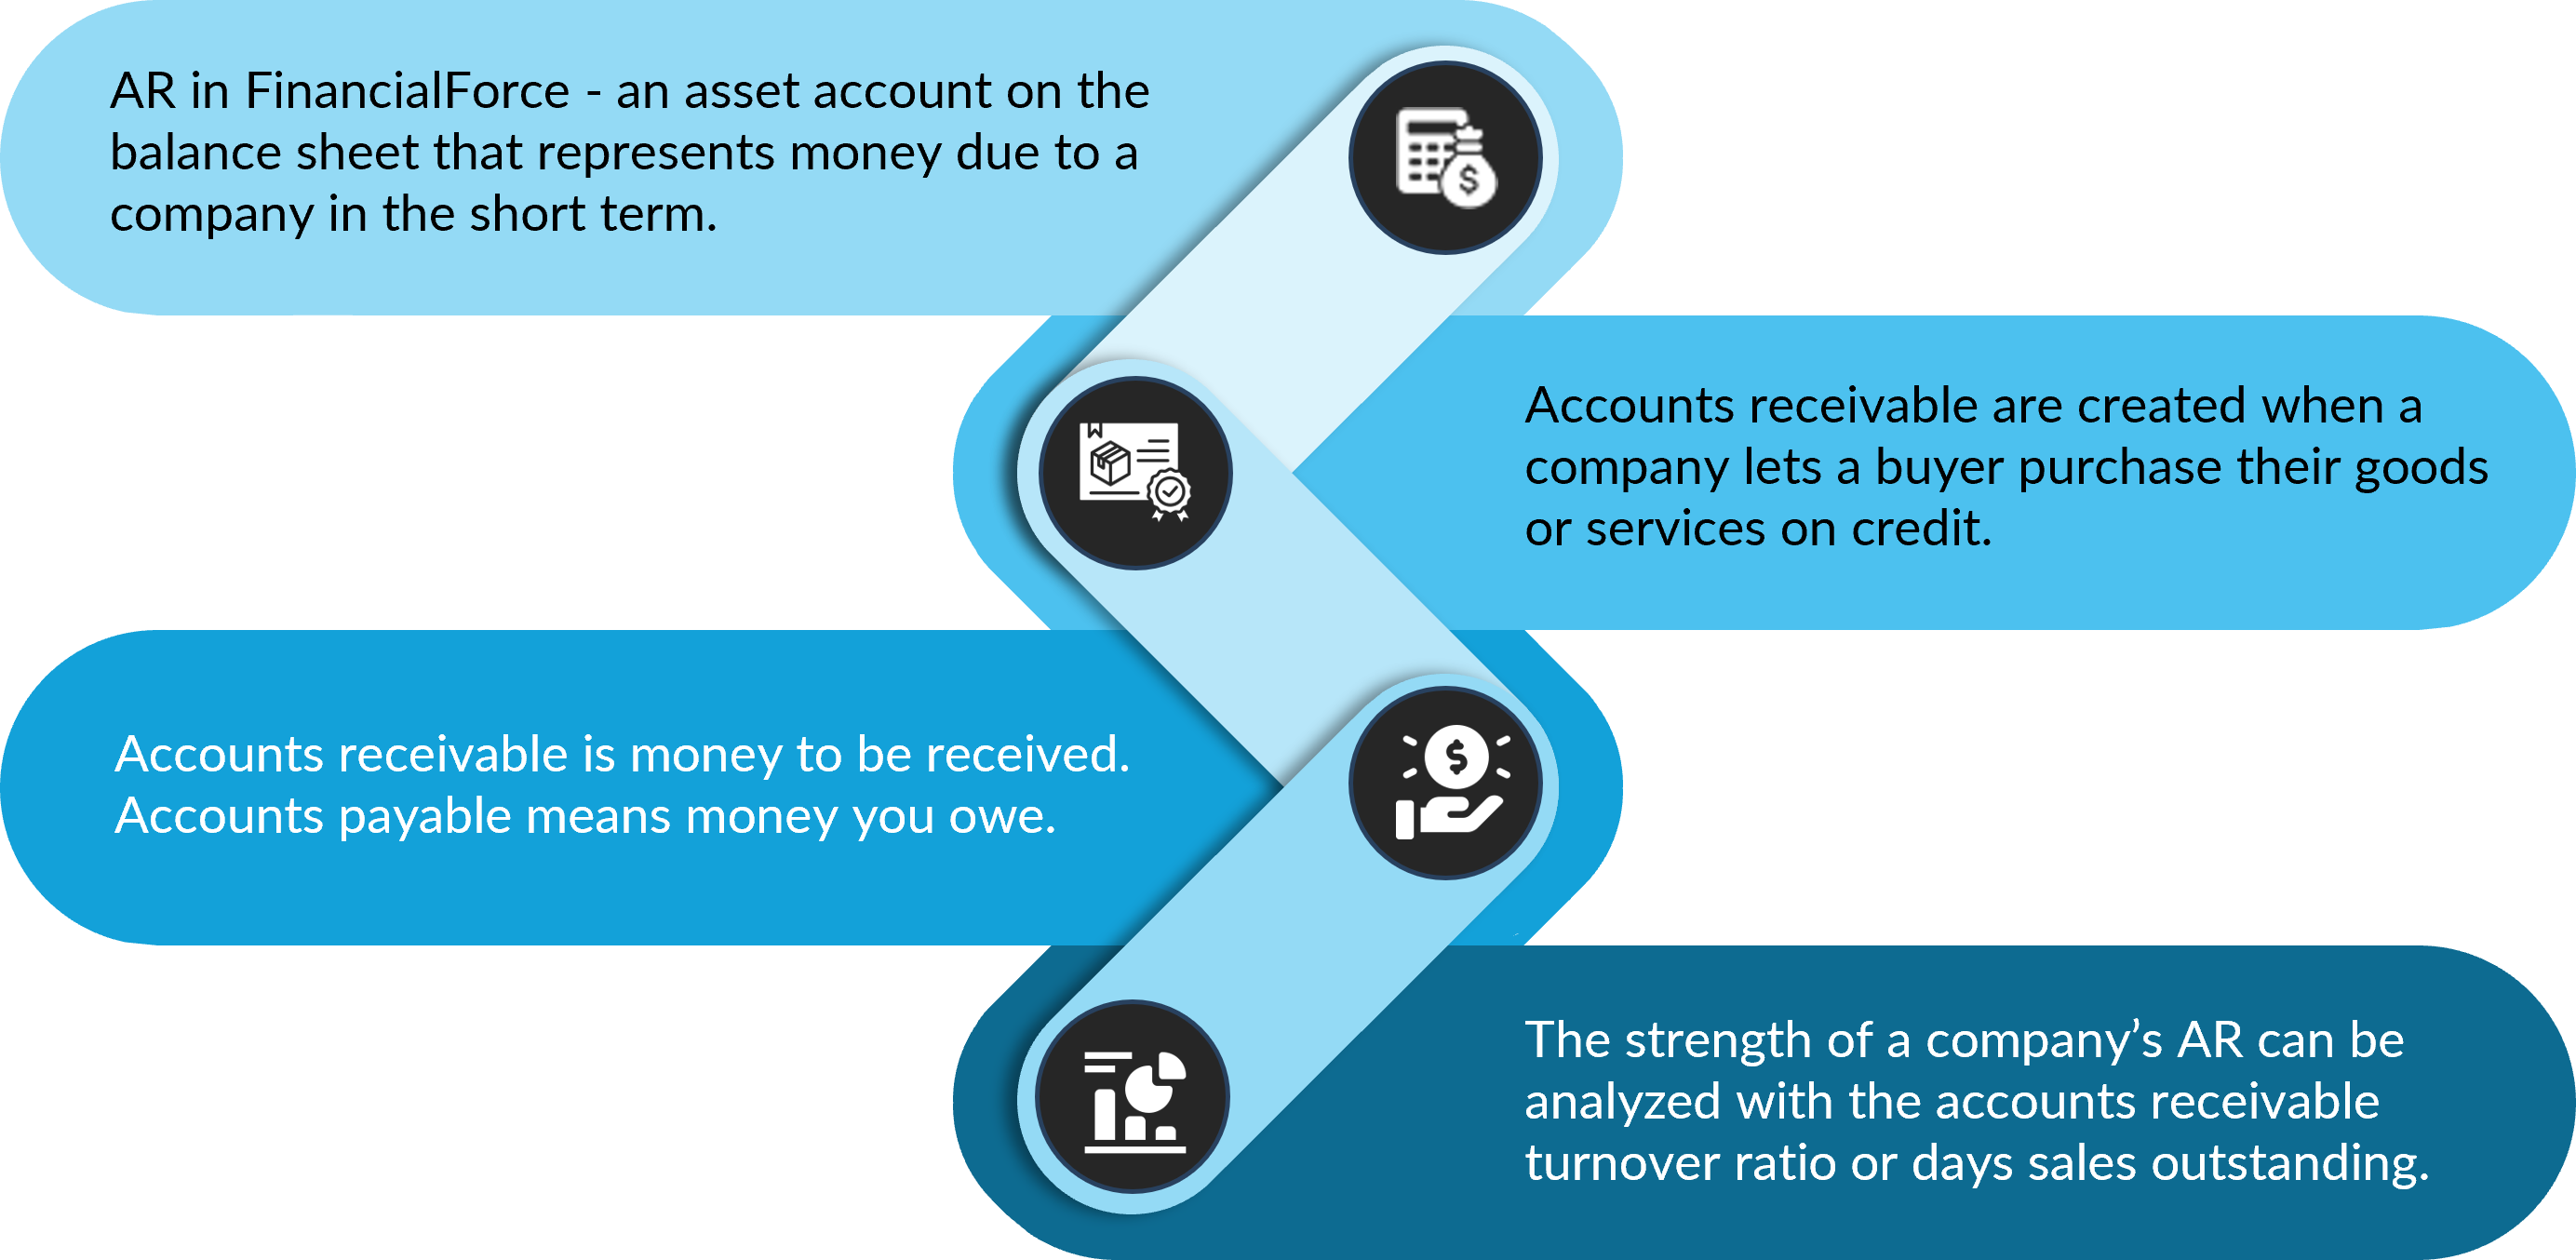 AR in FinancialForce - an asset account on the
balance sheet that represents money due to a
company in the short term.
Accounts receivable are created when a
company lets a buyer purchase their goods
or services on credit.
Accounts receivable is money to be received.
Accounts payable means money you owe.
The strength of a company’s AR can be
analyzed with the accounts receivable
turnover ratio or days sales outstanding.